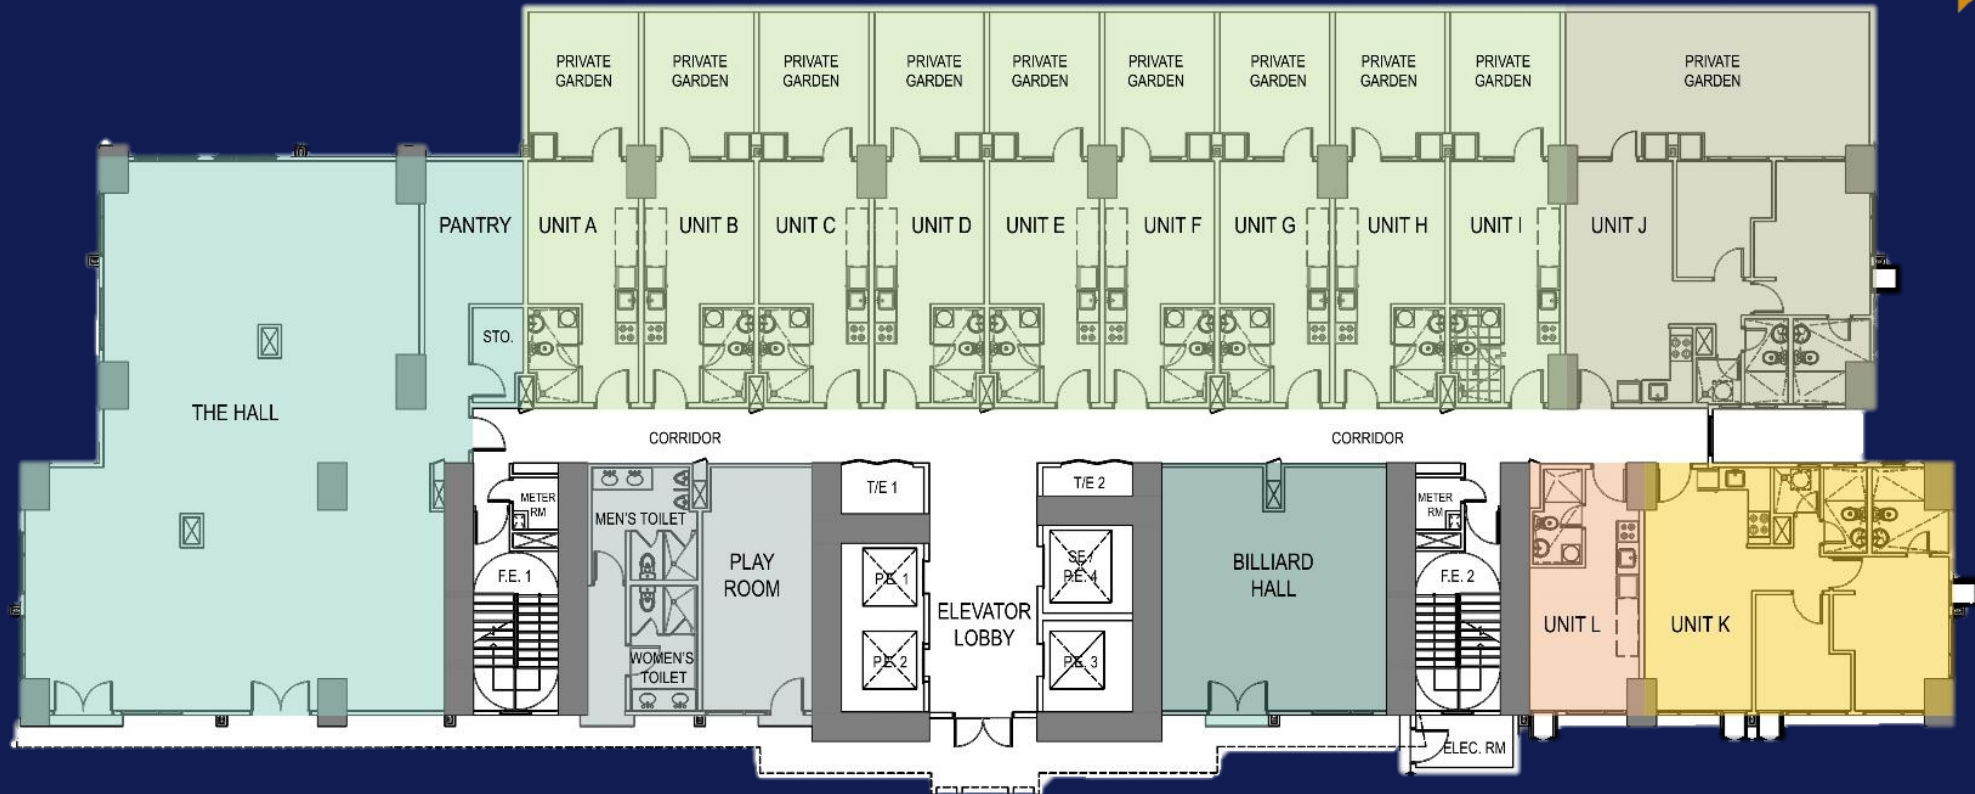 PRIVATE
GARDEN
PRIVATE
GARDEN
PRIVATE
GARDEN
PRIVATE
GARDEN
PRIVATE
GARDEN
PRIVATE
GARDEN
PRIVATE
GARDEN
PRIVATE
GARDEN
PRIVATE
GARDEN
PRIVATE
GARDEN
PANTRY
UNIT A
UNIT B
UNIT C
UNIT D
UNIT E
UNIT F
UNIT G
UNIT H
UNIT I
UNIT J
STO.
THE HALL
CORRIDOR
CORRIDOR
METER
RM
MEN'S TOILET
T/E 1
T/E 2
METER
RM
F.E. 1
PLAY
ROOM
P.E. 1
SE /
P.E. 4
BILLIARD
HALL
F.E. 2
ELEVATOR
LOBBY
UNIT L
UNIT K
WOMEN'S
TOILET
P.E. 2
P.E. 3
ELEC. RM